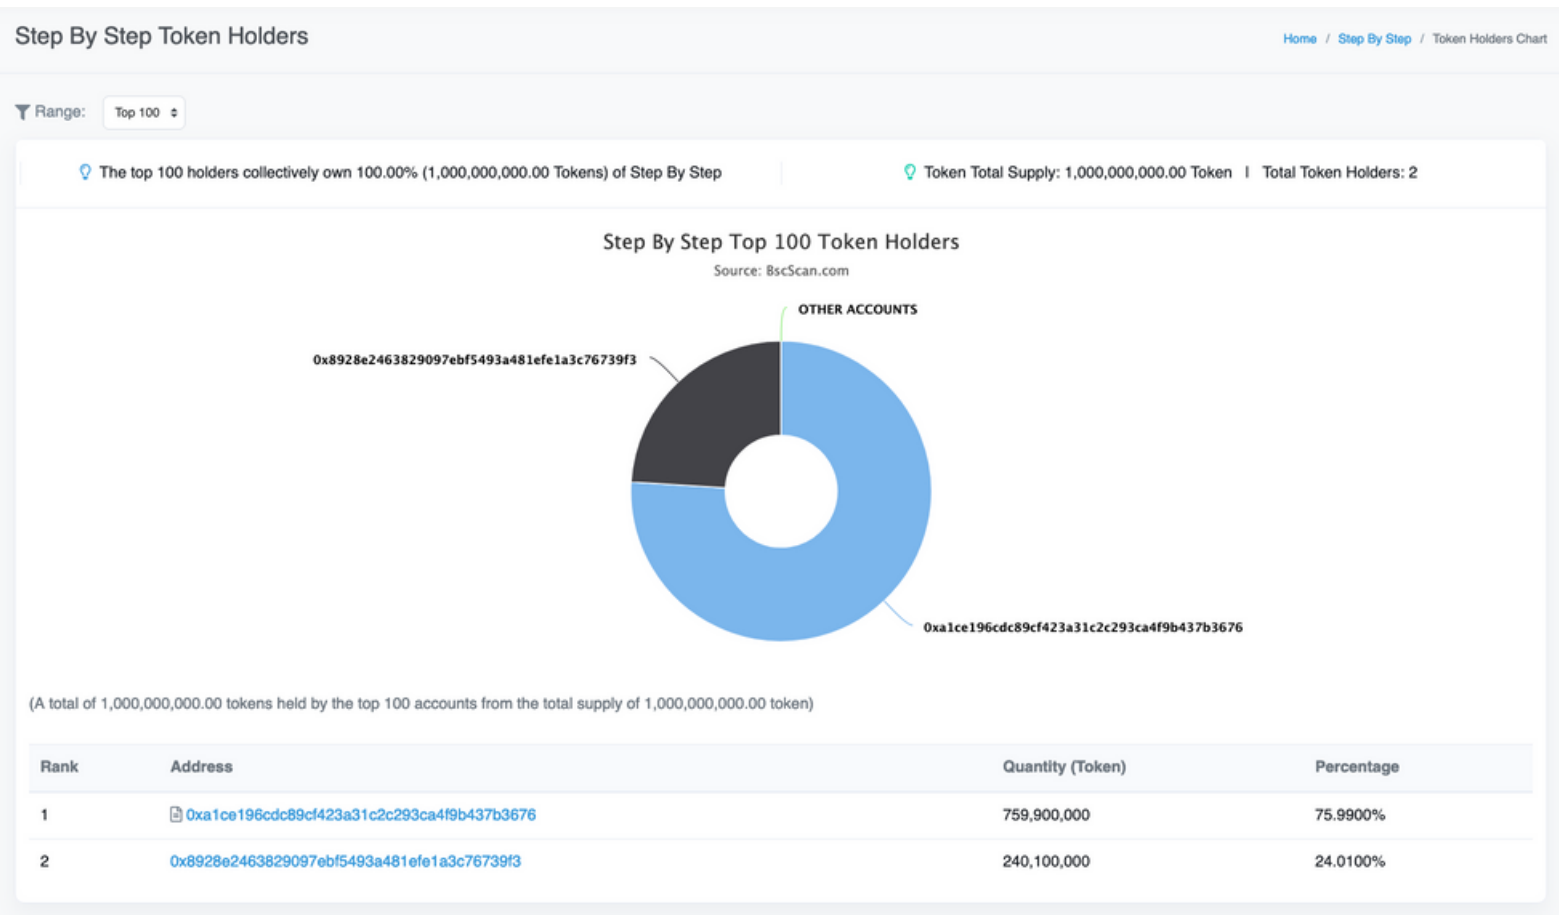 Step By Step Token Holders
Home / Step By Step / Token Holders Chart
Range: Top 100
The top 100 holders collectively own 100.00% (1,000,000,000.00 Tokens) of Step By Step
Token Total Supply: 1,000,000,000.00 Token | Total Token Holders: 2
Step By Step Top 100 Token Holders
Source: BscScan.com
OTHER ACCOUNTS
0x8928e2463829097ebf5493a481efe1a3c76739f3
0xa1ce196cdc89cf423a31c2c293ca4f9b437b3676
(A total of 1,000,000,000.00 tokens held by the top 100 accounts from the total supply of 1,000,000,000.00 token)
Rank Address Quantity (Token) Percentage
1 0xa1ce196cdc89cf423a31c2c293ca4f9b437b3676 759,900,000 75.9900%
2 0x8928e2463829097ebf5493a481efe1a3c76739f3 240,100,000 24.0100%